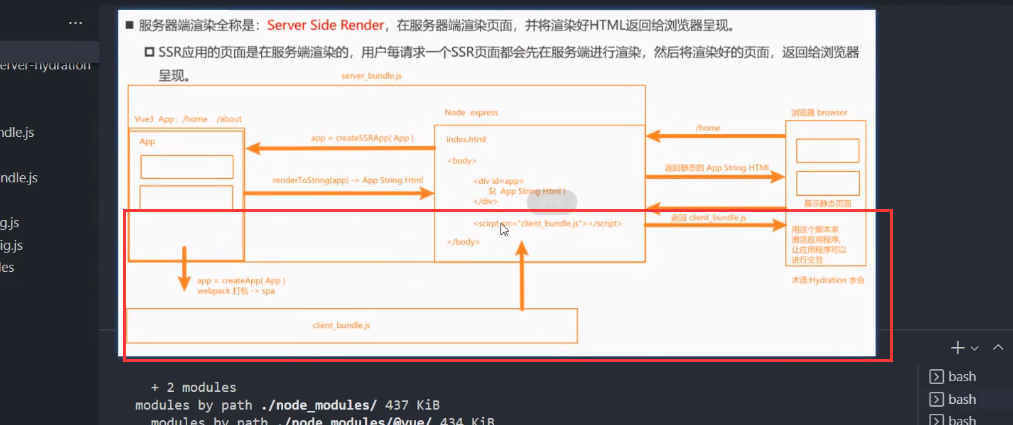 ...
erver-hydration
ndle.js
ndle.js
g.js
ig.js
les
■ 服务器端渲染全称是：Server Side Render，在服务器端渲染页面，并将渲染好HTML返回给浏览器呈现。
SSR应用的页面是在服务端渲染的，用户每请求一个SSR页面都会先在服务端进行渲染，然后将渲染好的页面，返回给浏览器
呈现。
server_bundle.js
Vue3 App：/home /about
App
app = createSSRApp( App )
renderToString(app) -> App String Html
Node express
index.html
<body>
<div id=app>
${ App String Html }
</div>
<scirpt src="client_bundle.js"></script>
</body>
/home
返回静态的 App String HTMl
返回 client_bundle.js
浏览器 browser
展示静态页面
用这个脚本来
激活应用程序,
让应用程序可以
进行交互
术语:Hydration 水合
app = createApp( App )
webpack 打包 -> spa
client_bundle.js
+ 2 modules
modules by path ./node_modules/ 437 KiB
modules by path ./node_modules/@vue/ 434 KiB
bash
bash
bash